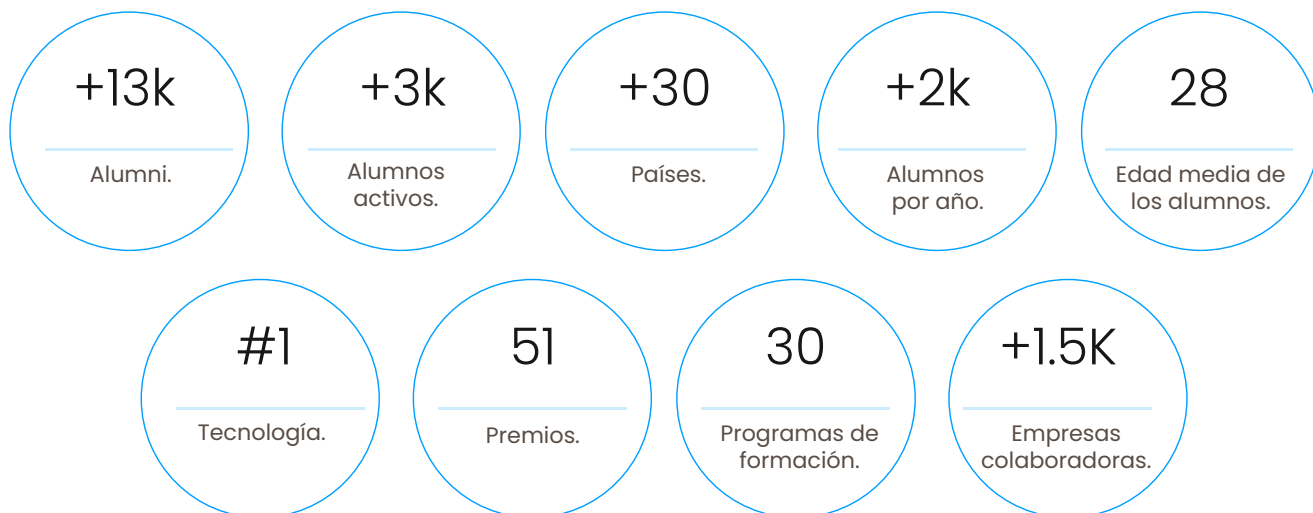 +13k
Alumni.
+3k
Alumnos
activos.
+30
Países.
+2k
Alumnos
por año.
28
Edad media de
los alumnos.
#1
Tecnología.
51
Premios.
30
Programas de
formación.
+1.5K
Empresas
colaboradoras.